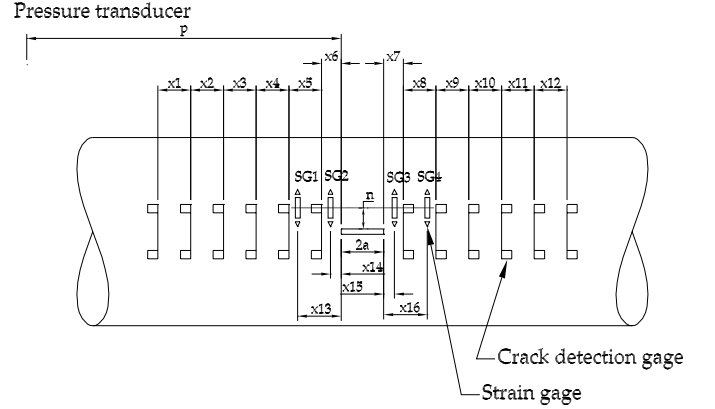 Pressure transducer
p
x6 x7
x1 x2 x3 x4 x5 x8 x9 x10 x11 x12
SG1 SG2 SG3 SG4
n
2a
x14
x15
x13 x16
Crack detection gage
Strain gage